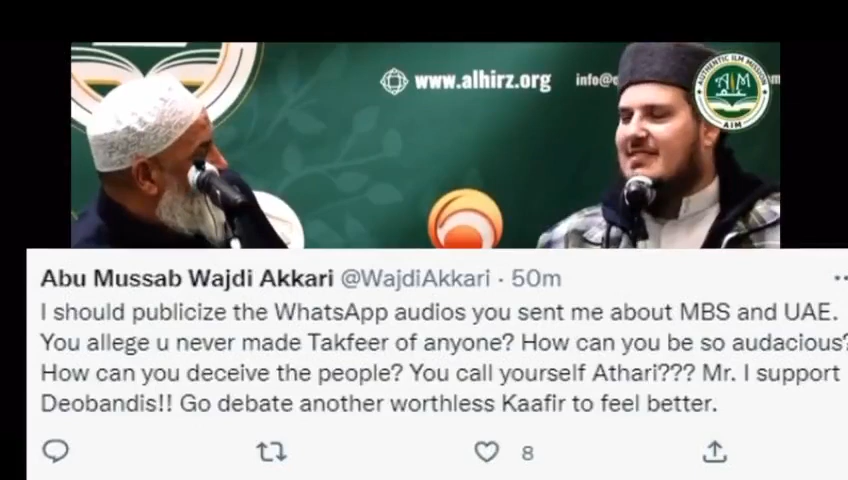 www.alhirz.org
info@
AUTHENTIC ILM MISSION
AIM
AIM
Abu Mussab Wajdi Akkari @WajdiAkkari · 50m
I should publicize the WhatsApp audios you sent me about MBS and UAE.
You allege u never made Takfeer of anyone? How can you be so audacious?
How can you deceive the people? You call yourself Athari??? Mr. I support
Deobandis!! Go debate another worthless Kaafir to feel better.
8